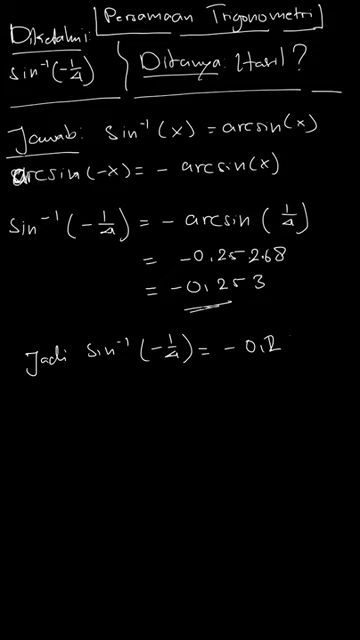 Persamaan Trigonometri
Diketahui:
sin⁻¹(-1/4)
Ditanya: Hasil?
Jawab: sin⁻¹(x) = arcsin(x)
arcsin(-x) = - arcsin(x)
sin⁻¹(-1/4) = - arcsin(1/4)
= -0,25268
= -0,253
Jadi sin⁻¹(-1/4) = - 0,2